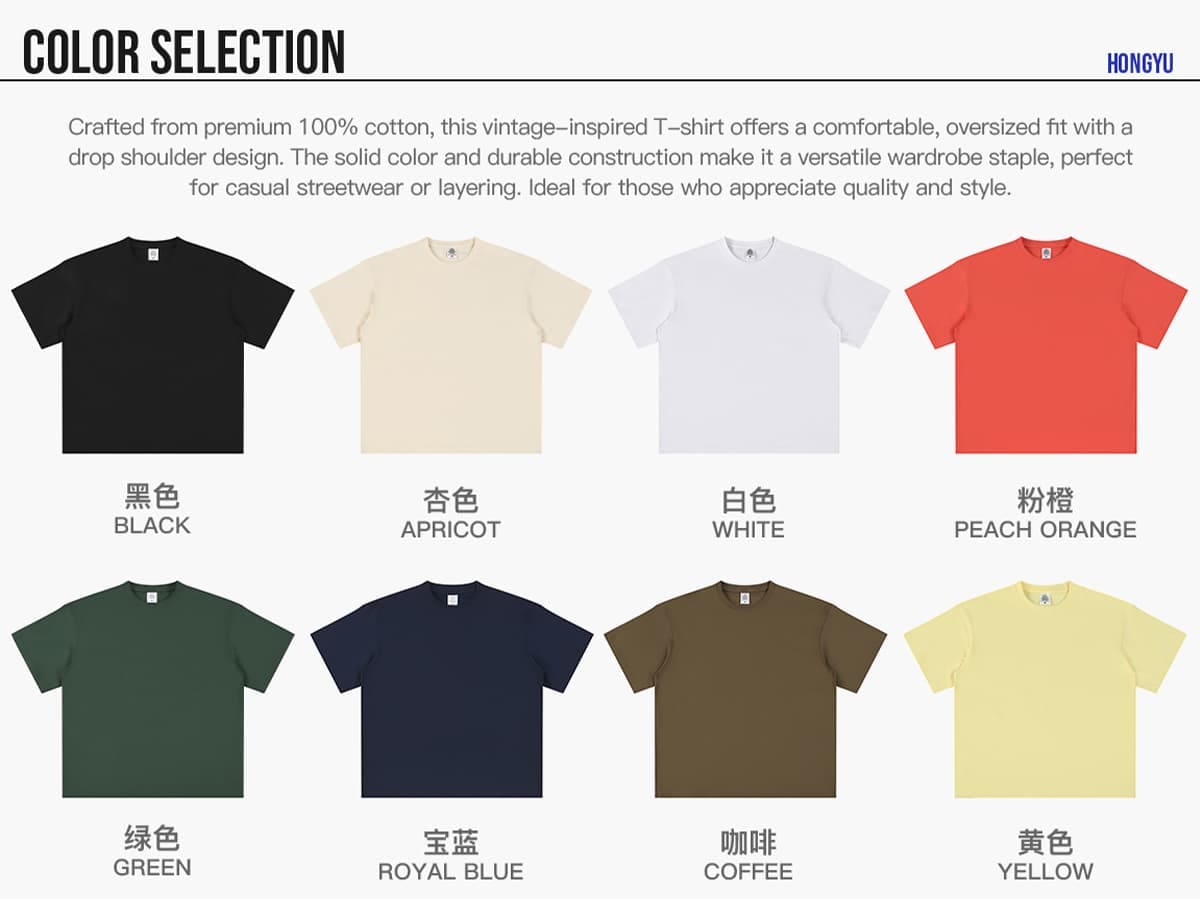 COLOR SELECTION
HONGYU
Crafted from premium 100% cotton, this vintage-inspired T-shirt offers a comfortable, oversized fit with a
drop shoulder design. The solid color and durable construction make it a versatile wardrobe staple, perfect
for casual streetwear or layering. Ideal for those who appreciate quality and style.
黑色
BLACK
杏色
APRICOT
白色
WHITE
粉橙
PEACH ORANGE
绿色
GREEN
宝蓝
ROYAL BLUE
咖啡
COFFEE
黄色
YELLOW